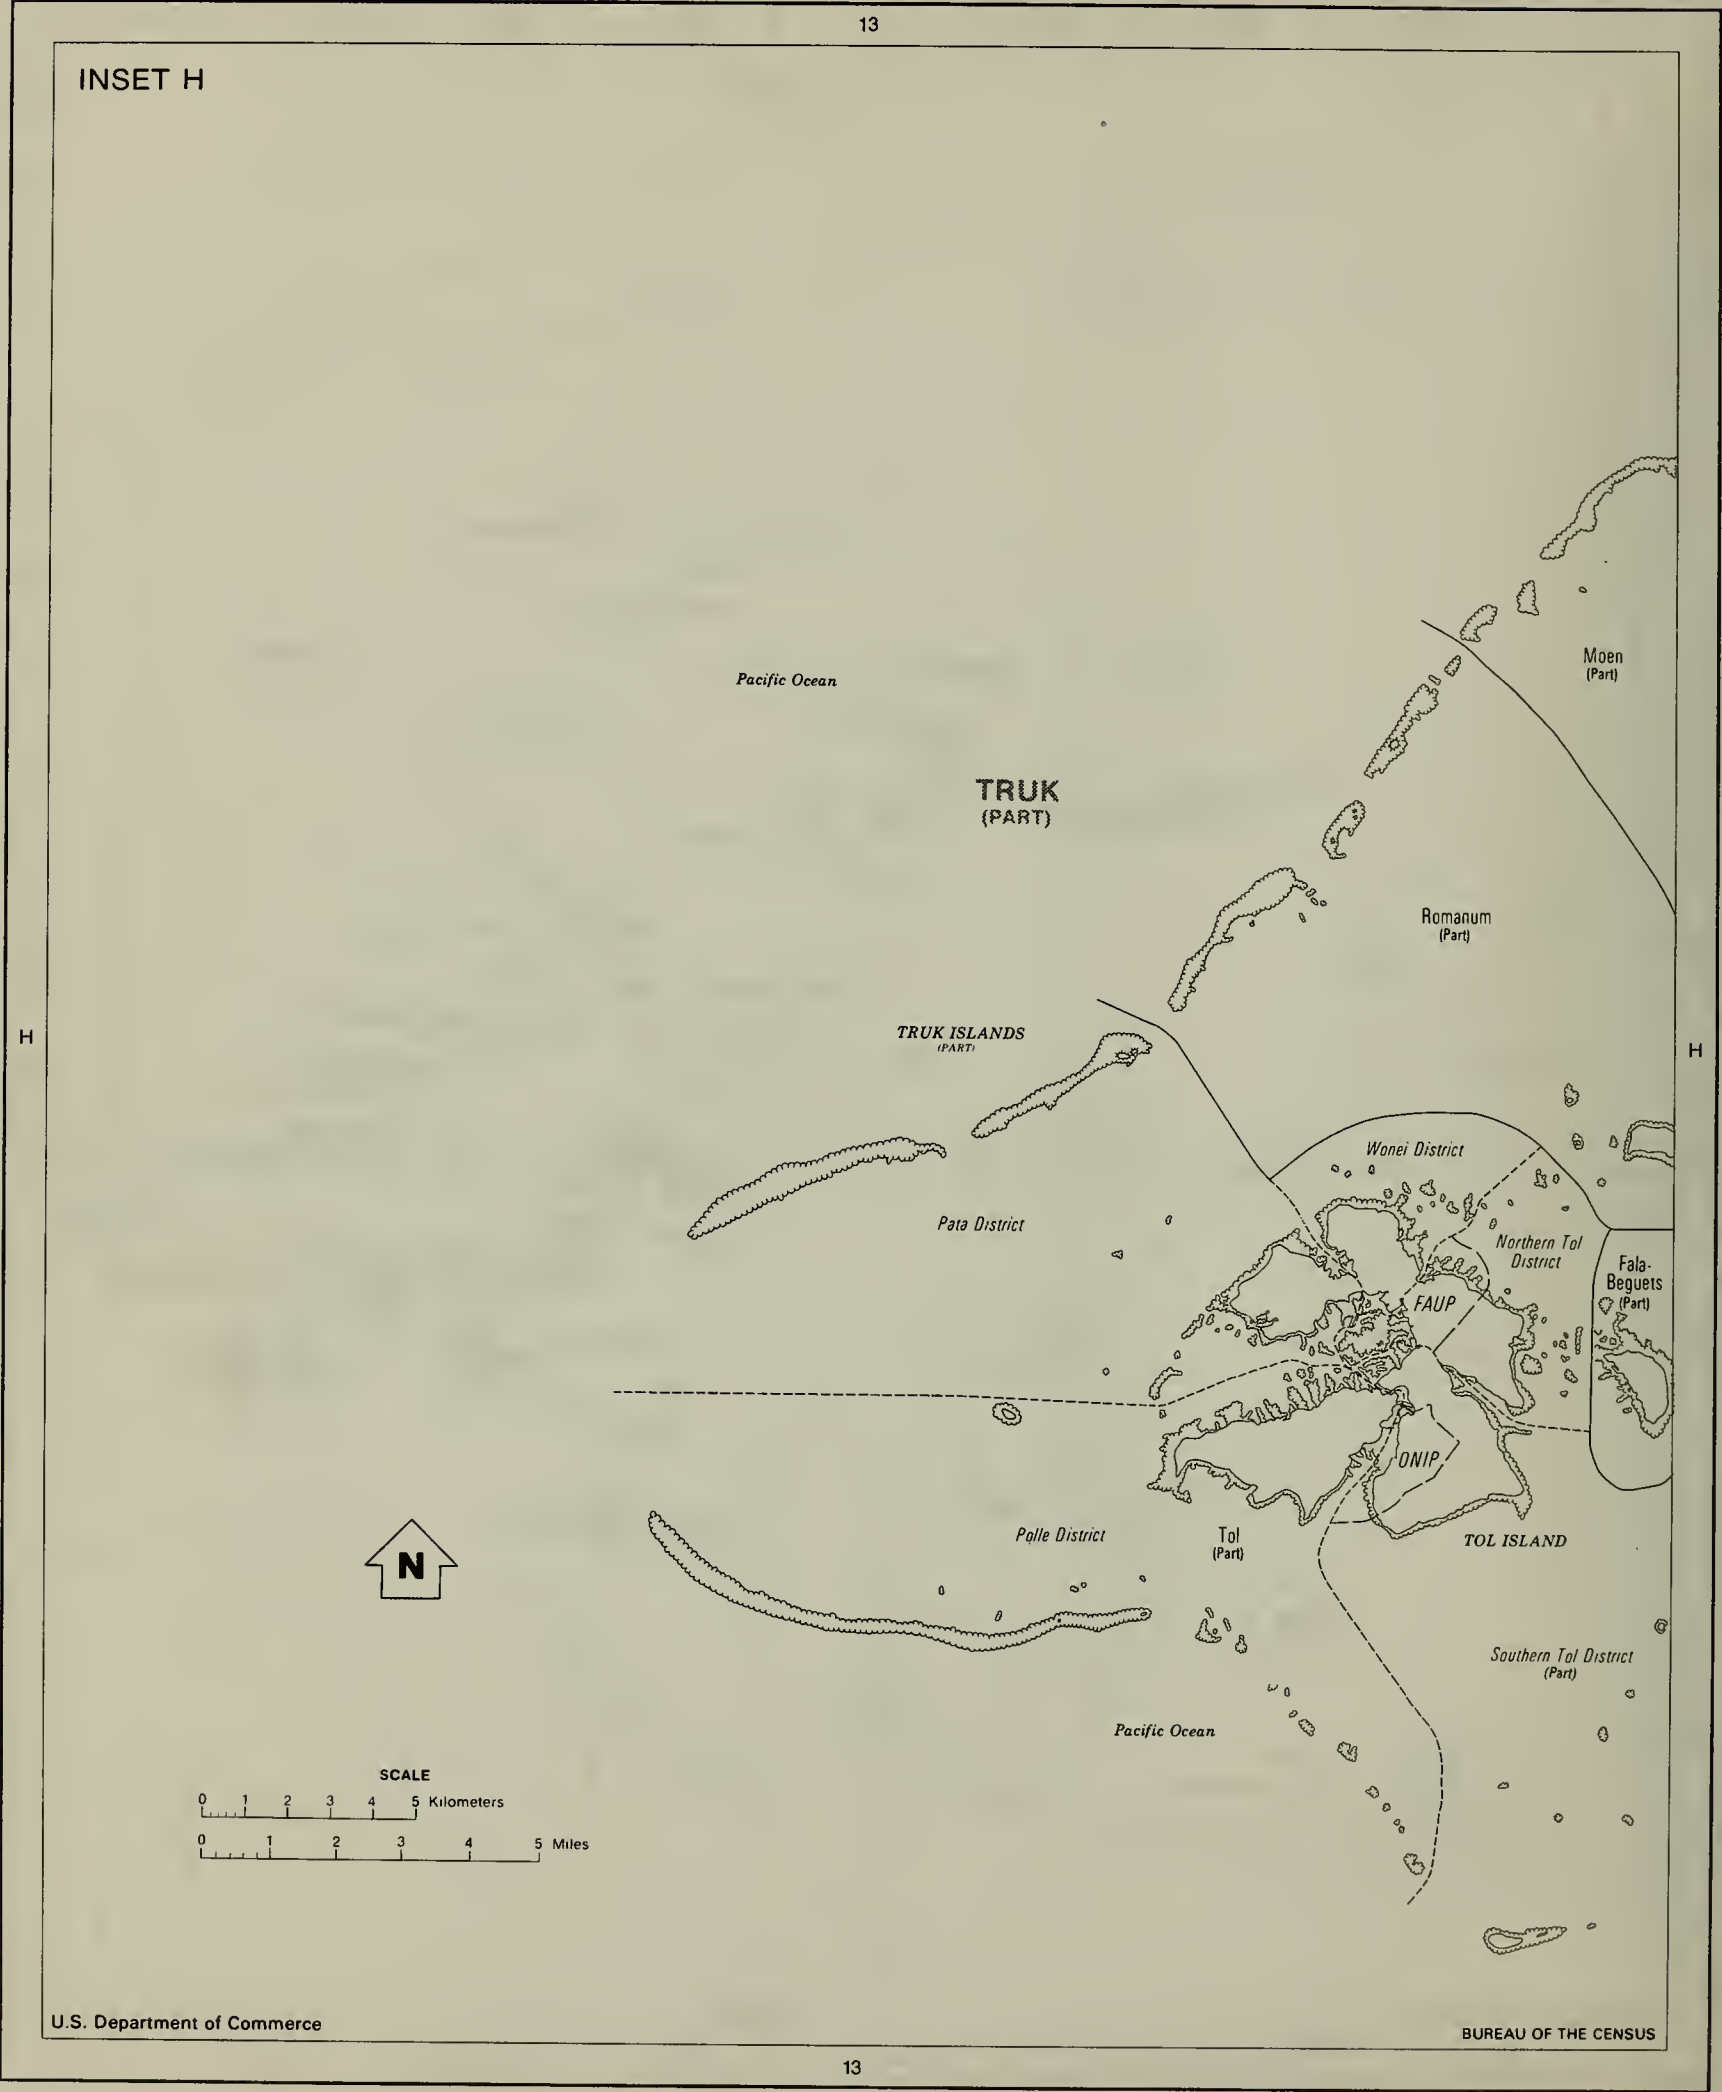 13
INSET H
Moen
(Part)
Pacific Ocean
TRUK
(PART)
Romanum
(Part)
H
TRUK ISLANDS
(PART)
H
Wonei District
Pata District
Northern Tol
District
Fala-
Beguets
(Part)
FAUP
ONIP
Polle District
Tol
(Part)
TOL ISLAND
N
Southern Tol District
(Part)
Pacific Ocean
SCALE
0 1 2 3 4 5 Kilometers
0 1 2 3 4 5 Miles
U.S. Department of Commerce
BUREAU OF THE CENSUS
13